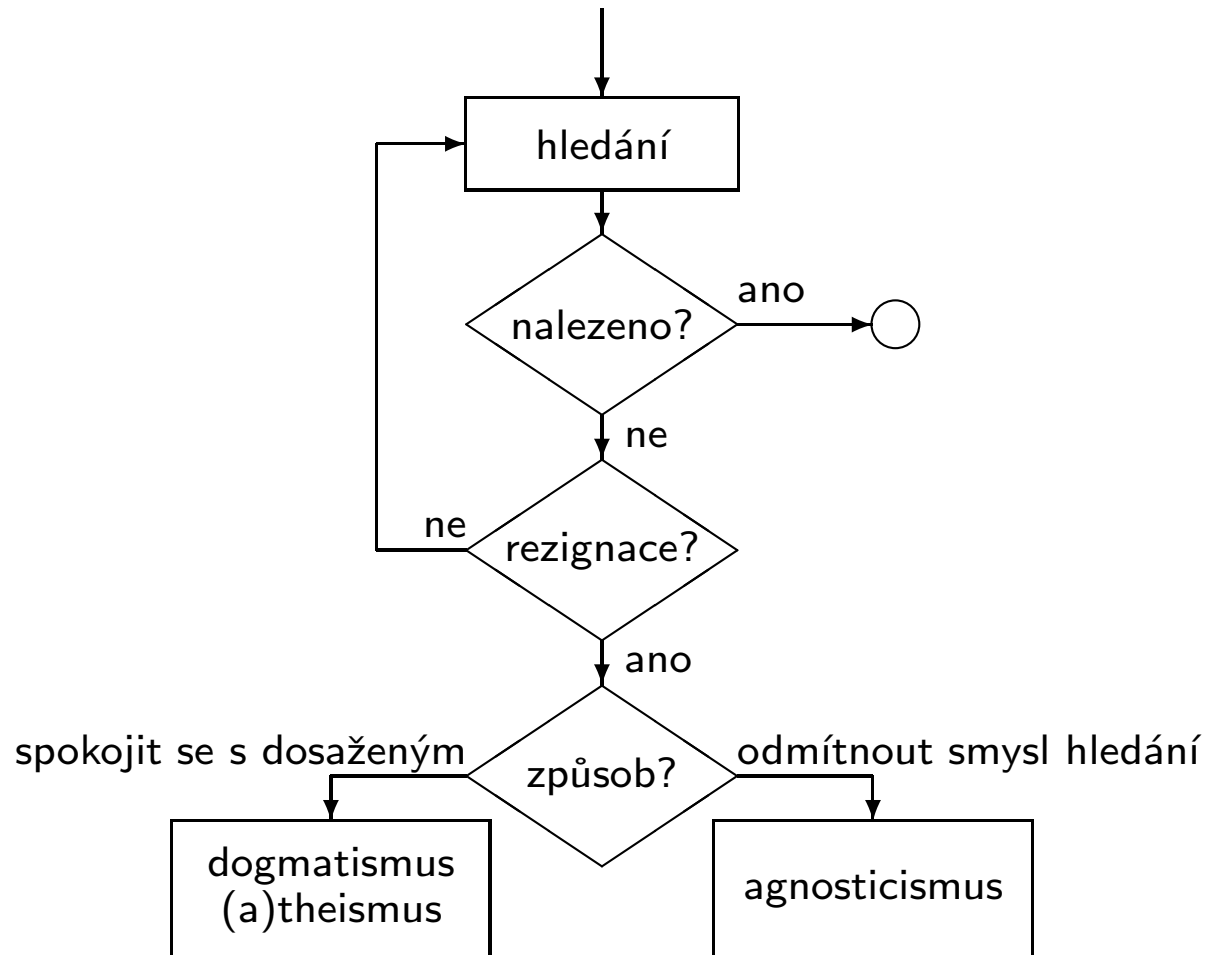 hledání
ano
nalezeno?
ne
ne
rezignace?
ano
spokojit se s dosaženým
odmítnout smysl hledání
způsob?
dogmatismus
(a)theismus
agnosticismus